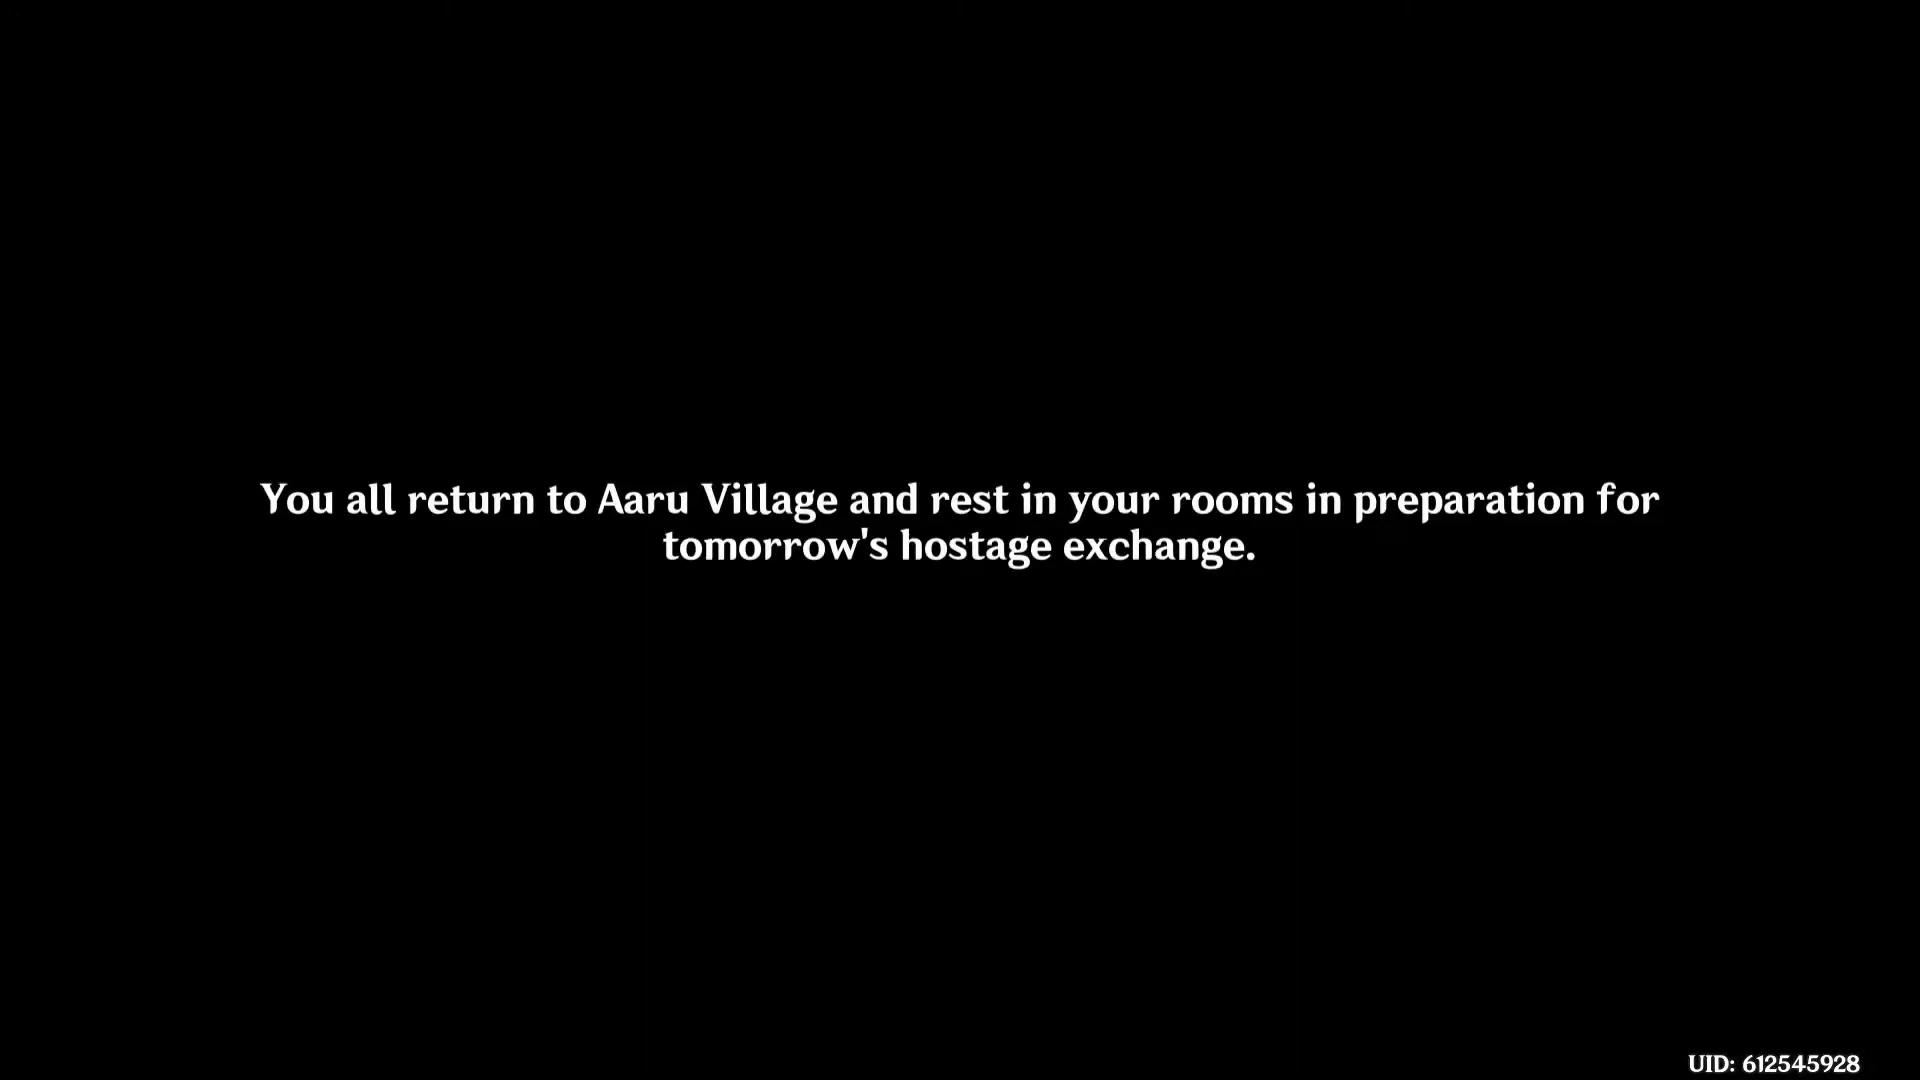 You all return to Aaru Village and rest in your rooms in preparation for
tomorrow's hostage exchange.
UID: 612545928